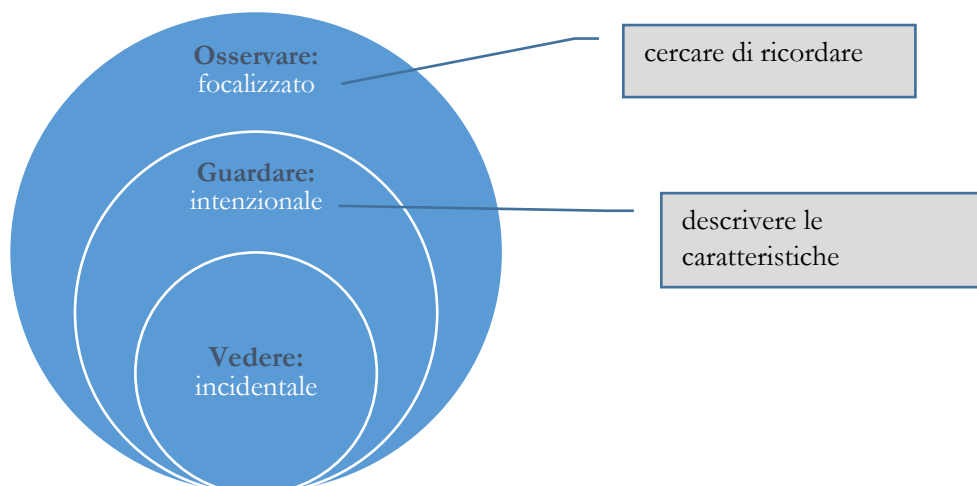 Osservare:
focalizzato
cercare di ricordare
Guardare:
intenzionale
descrivere le
caratteristiche
Vedere:
incidentale